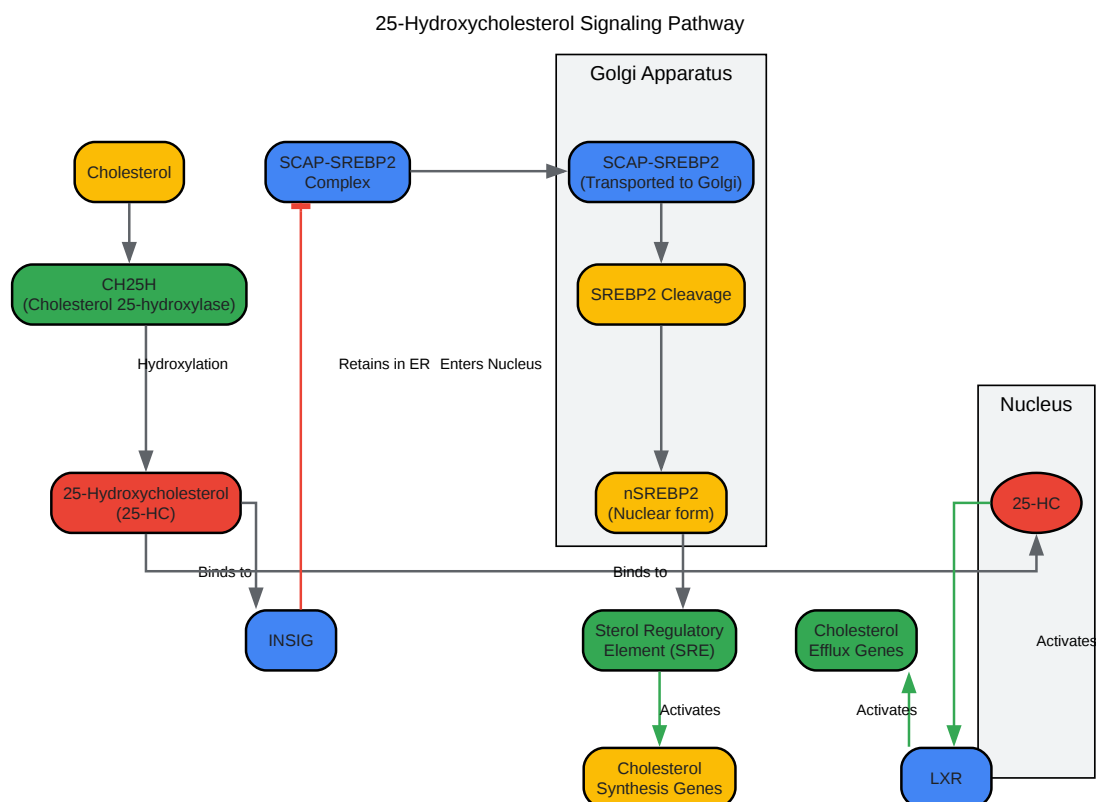 25-Hydroxycholesterol Signaling Pathway
Golgi Apparatus
Cholesterol
SCAP-SREBP2
Complex
SCAP-SREBP2
(Transported to Golgi)
CH25H
(Cholesterol 25-hydroxylase)
SREBP2 Cleavage
Hydroxylation
Retains in ER
Enters Nucleus
Nucleus
25-Hydroxycholesterol
(25-HC)
nSREBP2
(Nuclear form)
25-HC
Binds to
Binds to
INSIG
Sterol Regulatory
Element (SRE)
Cholesterol
Efflux Genes
Activates
Activates
Activates
Cholesterol
Synthesis Genes
LXR